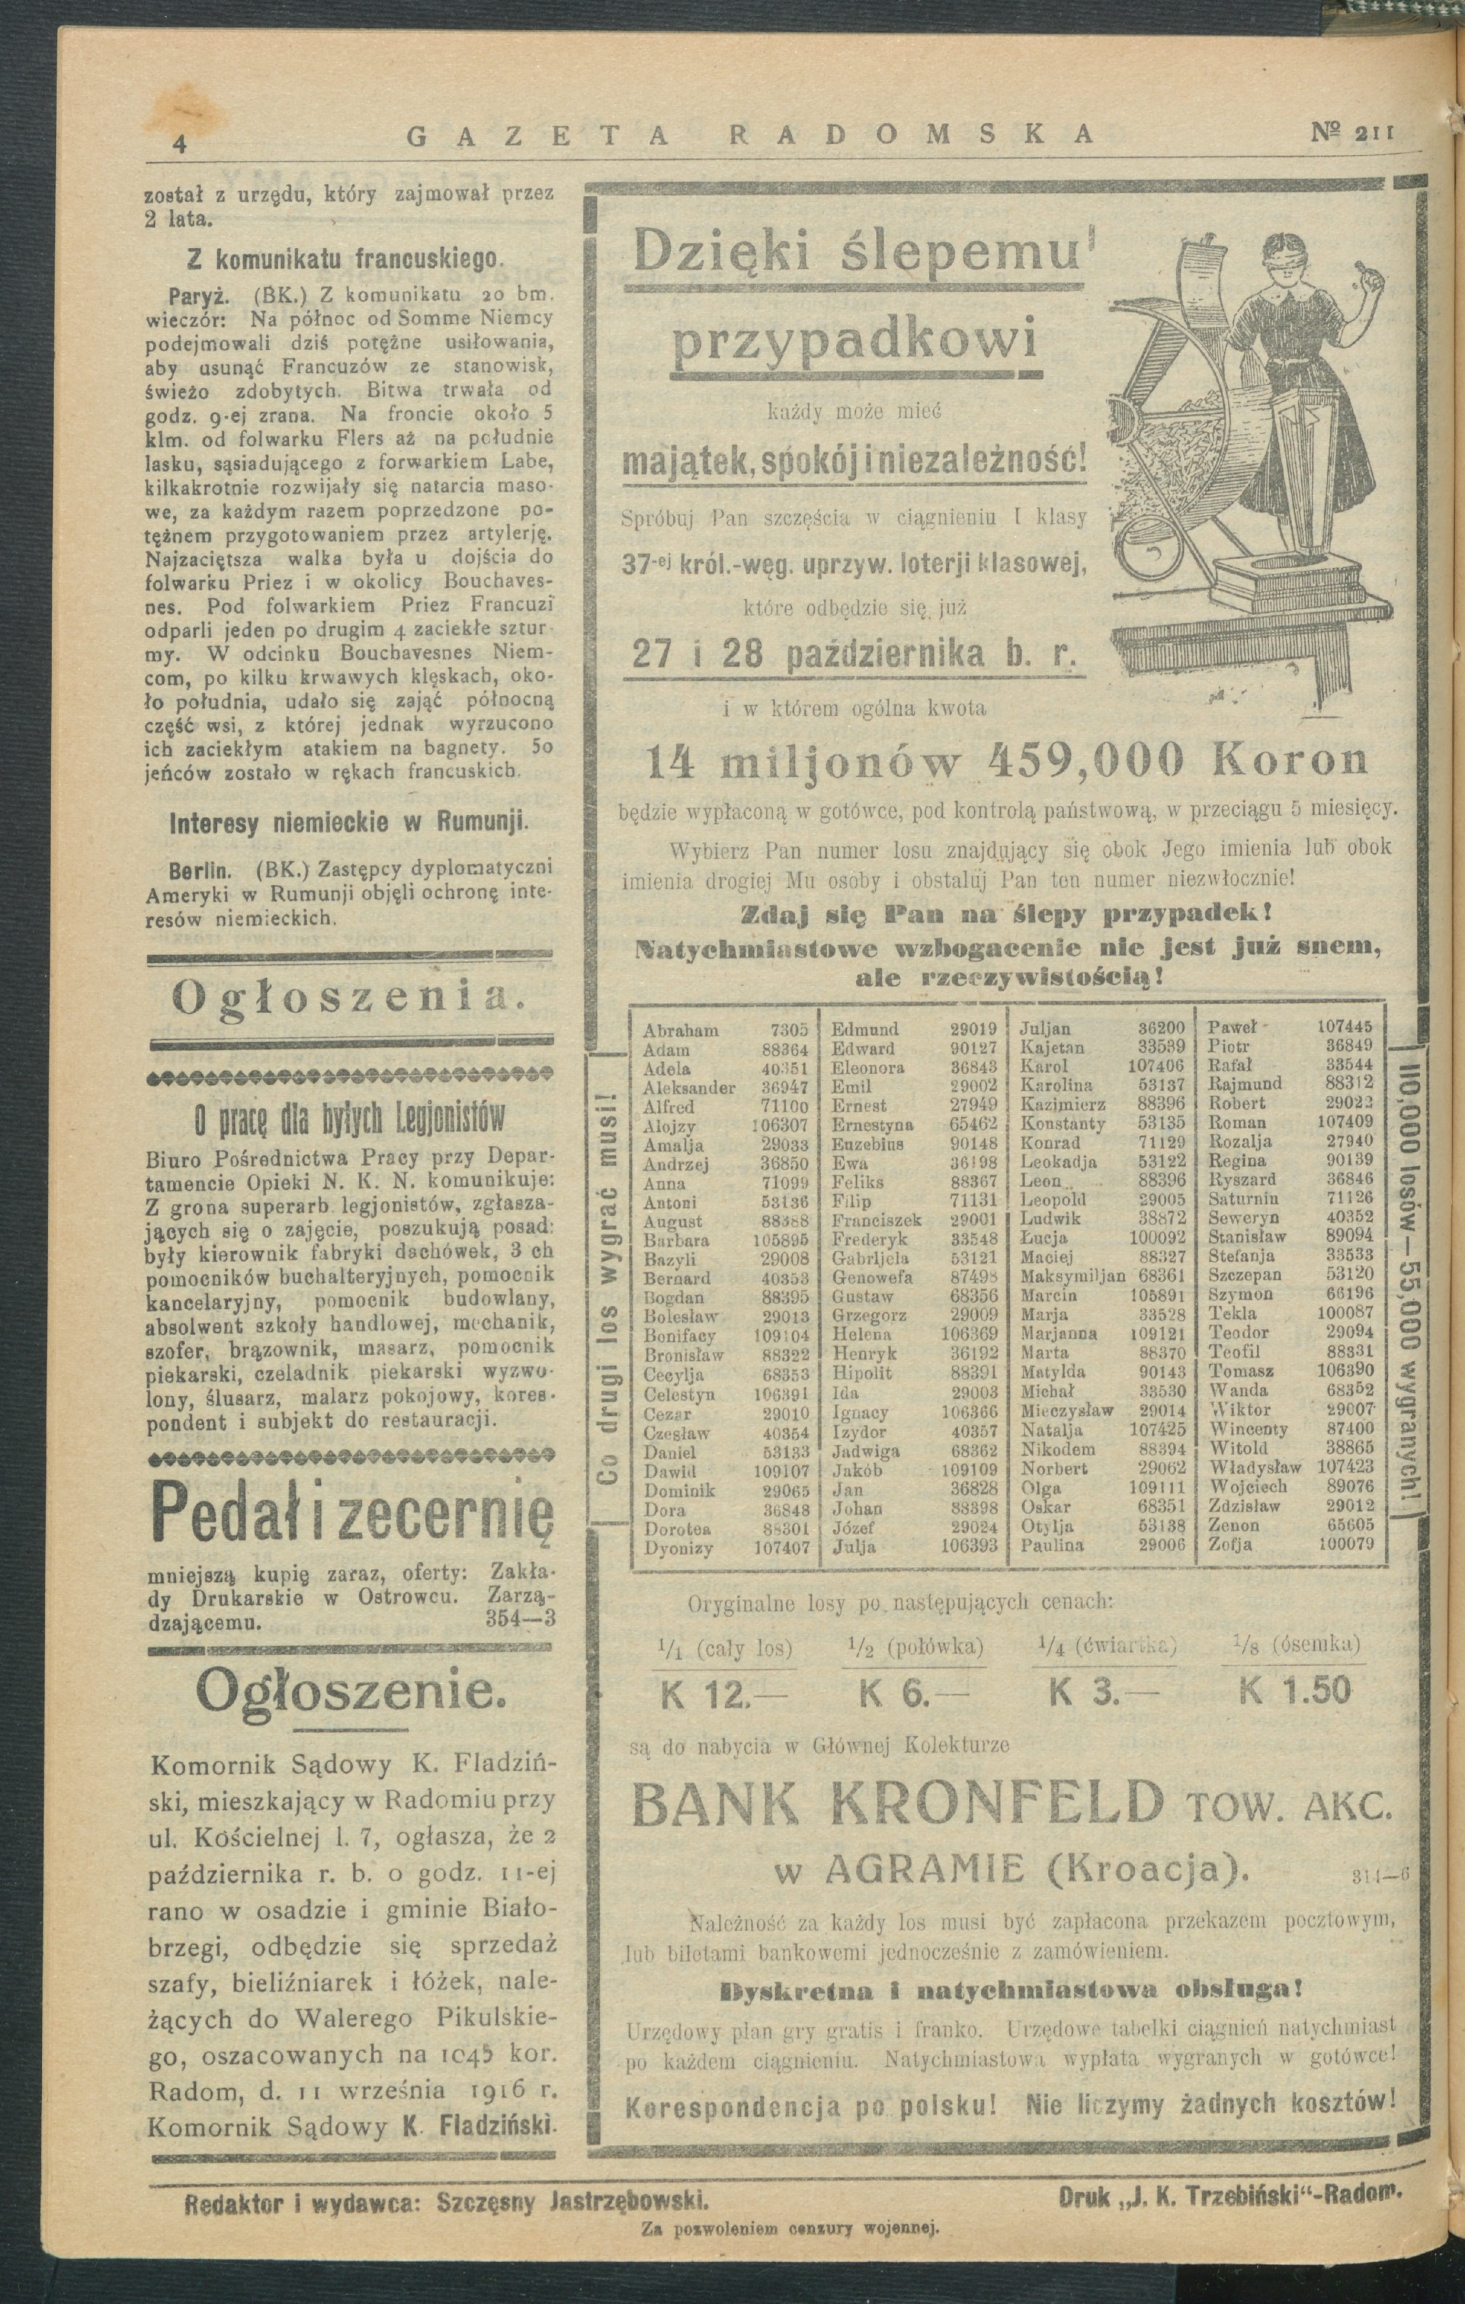 4
GAZETA RADOMSKA
№ 211
został z urzędu, który zajmował przez
2 lata.
Z komunikatu francuskiego.
Paryż. (BK.) Z komunikatu 20 bm.
wieczór: Na północ od Somme Niemcy
podejmowali dziś potężne usiłowania,
aby usunąć Francuzów ze stanowisk,
świeżo zdobytych. Bitwa trwała od
godz. 9-ej zrana. Na froncie około 5
klm. od folwarku Flers aż na południe
lasku, sąsiadującego z forwarkiem Labe,
kilkakrotnie rozwijały się natarcia maso-
we, za każdym razem poprzedzone po-
tężnem przygotowaniem przez artylerję.
Najzaciętsza walka była u dojścia do
folwarku Priez i w okolicy Bouchaves-
nes. Pod folwarkiem Priez Francuzi
odparli jeden po drugim 4 zaciekłe sztur-
my. W odcinku Bouchavesnes Niem-
com, po kilku krwawych klęskach, oko-
ło południa, udało się zająć północną
część wsi, z której jednak wyrzucono
ich zaciekłym atakiem na bagnety. 50
jeńców zostało w rękach francuskich.
Interesy niemieckie w Rumunji.
Berlin. (BK.) Zastępcy dyplomatyczni
Ameryki w Rumunji objęli ochronę inte-
resów niemieckich.
Ogłoszenia.
O pracę dla byłych Legjonistów
Biuro Pośrednictwa Pracy przy Depar-
tamencie Opieki N. K. N. komunikuje:
Z grona superarb. legjonistów, zgłasza-
jących się o zajęcie, poszukują posad:
były kierownik fabryki dachówek, 3 ch
pomocników buchalteryjnych, pomocnik
kancelaryjny, pomocnik budowlany,
absolwent szkoły handlowej, mechanik,
szofer, brązownik, masarz, pomocnik
piekarski, czeladnik piekarski wyzwo-
lony, ślusarz, malarz pokojowy, kores-
pondent i subjekt do restauracji.
Pedał i zecernię
mniejszą kupię zaraz, oferty: Zakła-
dy Drukarskie w Ostrowcu. Zarzą-
dzającemu. 354—3
Ogłoszenie.
Komornik Sądowy K. Fladziń-
ski, mieszkający w Radomiu przy
ul. Kościelnej l. 7, ogłasza, że 2
października r. b. o godz. 11-ej
rano w osadzie i gminie Biało-
brzegi, odbędzie się sprzedaż
szafy, bieliźniarek i łóżek, nale-
żących do Walerego Pikulskie-
go, oszacowanych na 1045 kor.
Radom, d. 11 września 1916 r.
Komornik Sądowy K. Fladziński.
Dzięki ślepemu
przypadkowi
każdy może mieć
majątek, spokój i niezależność!
Spróbuj Pan szczęścia w ciągnieniu I klasy
37-ej król.-węg. uprzyw. loterji klasowej,
które odbędzie się już
27 i 28 października b. r.
i w którem ogólna kwota
14 miljonów 459,000 Koron
będzie wypłaconą w gotówce, pod kontrolą państwową, w przeciągu 5 miesięcy.
Wybierz Pan numer losu znajdujący się obok Jego imienia lub obok
imienia drogiej Mu osoby i obstaluj Pan ten numer niezwłocznie!
Zdaj się Pan na ślepy przypadek!
Natychmiastowe wzbogacenie nie jest już snem,
ale rzeczywistością!
Co drugi los wygrać musi!
Abraham 7305
Adam 88364
Adela 40351
Aleksander 36947
Alfred 71100
Alojzy 106307
Amalja 29033
Andrzej 36850
Anna 71099
Antoni 53136
August 88388
Barbara 105895
Bazyli 29008
Bernard 40353
Bogdan 88395
Bolesław 29013
Bonifacy 109104
Bronisław 88322
Cecylja 68353
Celestyn 106391
Cezar 29010
Czesław 40354
Daniel 53133
Dawid 109107
Dominik 29065
Dora 36848
Dorotea 88301
Dyonizy 107407
Edmund 29019
Edward 90127
Eleonora 36843
Emil 29002
Ernest 27949
Ernestyna 65462
Euzebius 90148
Ewa 36198
Feliks 88367
Filip 71131
Franciszek 29001
Frederyk 33548
Gabrljela 53121
Genowefa 87498
Gustaw 68356
Grzegorz 29009
Helena 106369
Henryk 36192
Hipolit 88391
Ida 29003
Ignacy 106366
Izydor 40357
Jadwiga 68362
Jakób 109109
Jan 36828
Johan 88398
Józef 29024
Julja 106393
Juljan 36200
Kajetan 33539
Karol 107406
Karolina 53137
Kazimierz 88396
Konstanty 53135
Konrad 71129
Leokadja 53122
Leon 88396
Leopold 29005
Ludwik 38872
Łucja 100092
Maciej 88327
Maksymiljan 68361
Marcin 105891
Marja 33528
Marjanna 109121
Marta 88370
Matylda 90143
Michał 33530
Mieczysław 29014
Natalja 107425
Nikodem 88394
Norbert 29062
Olga 109111
Oskar 68351
Otylja 53138
Paulina 29006
Paweł 107445
Piotr 36849
Rafał 33544
Rajmund 88312
Robert 29023
Roman 107409
Rozalja 27940
Regina 90139
Ryszard 36846
Saturnin 71126
Seweryn 40352
Stanisław 89094
Stefanja 33533
Szczepan 53120
Szymon 66196
Tekla 100087
Teodor 29094
Teofil 88331
Tomasz 106390
Wanda 68352
Wiktor 29007
Wincenty 87400
Witold 38865
Władysław 107423
Wojciech 89076
Zdzisław 29012
Zenon 65605
Zofja 100079
110,000 losów—55,000 wygranych!
Oryginalne losy po następujących cenach:
1/1 (cały los) 1/2 (połówka) 1/4 (ćwiartka) 1/8 (ósemka)
K 12.— K 6.— K 3.— K 1.50
są do nabycia w Głównej Kolekturze
BANK KRONFELD TOW. AKC.
w AGRAMIE (Kroacja). 314—6
Należność za każdy los musi być zapłacona przekazem pocztowym,
lub biletami bankowemi jednocześnie z zamówieniem.
Dyskretna i natychmiastowa obsługa!
Urzędowy plan gry gratis i franko. Urzędowe tabelki ciągnień natychmiast
po każdem ciągnieniu. Natychmiastowa wypłata wygranych w gotówce!
Korespondencja po polsku! Nie liczymy żadnych kosztów!
Redaktor i wydawca: Szczęsny Jastrzębowski.
Druk „J. K. Trzebiński“-Radom.
Za pozwoleniem cenzury wojennej.